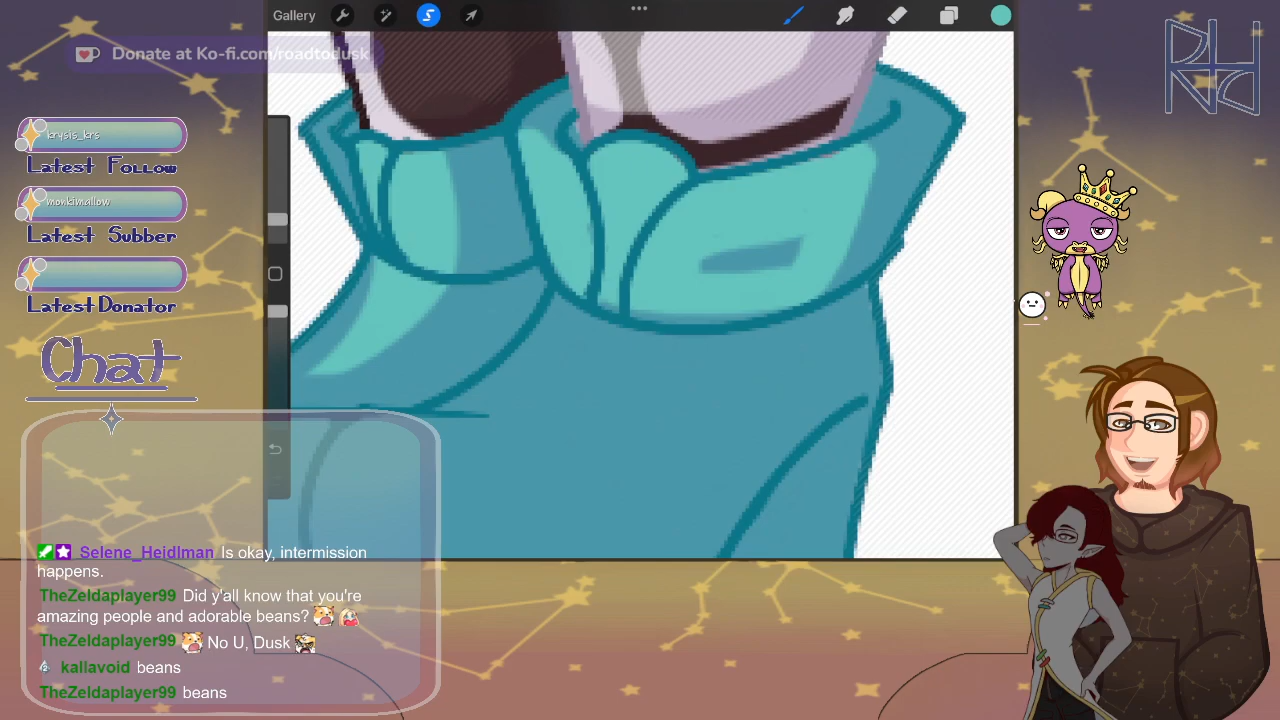 Gallery
Donate at Ko-fi.com/roadtodusk
krysis_krs
Latest Follow
monkimallow
Latest Subber
Latest Donator
Chat
Selene_Heidlman Is okay, intermission
happens.
TheZeldaplayer99 Did y'all know that you're
amazing people and adorable beans?
TheZeldaplayer99 No U, Dusk
kallavoid beans
TheZeldaplayer99 beans